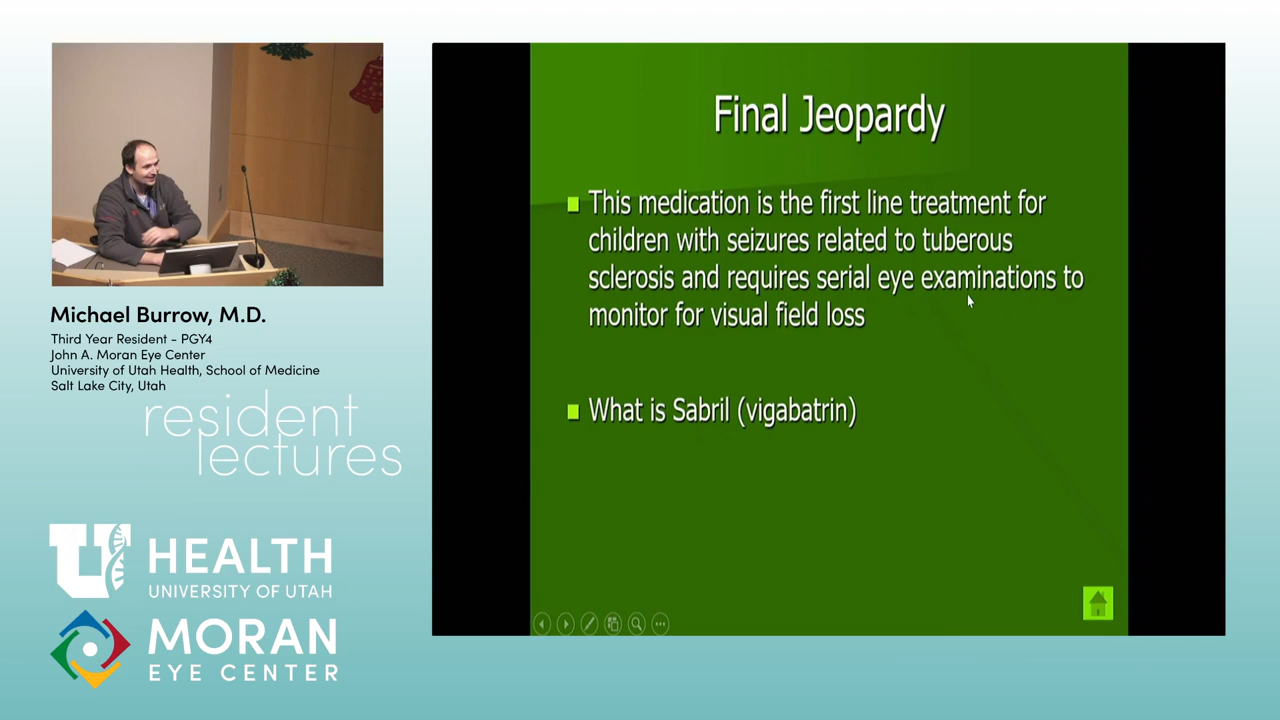 Michael Burrow, M.D.
Third Year Resident - PGY4
John A. Moran Eye Center
University of Utah Health, School of Medicine
Salt Lake City, Utah
resident
lectures
U
HEALTH
UNIVERSITY OF UTAH
MORAN
EYE CENTER
Final Jeopardy
This medication is the first line treatment for
children with seizures related to tuberous
sclerosis and requires serial eye examinations to
monitor for visual field loss
What is Sabril (vigabatrin)